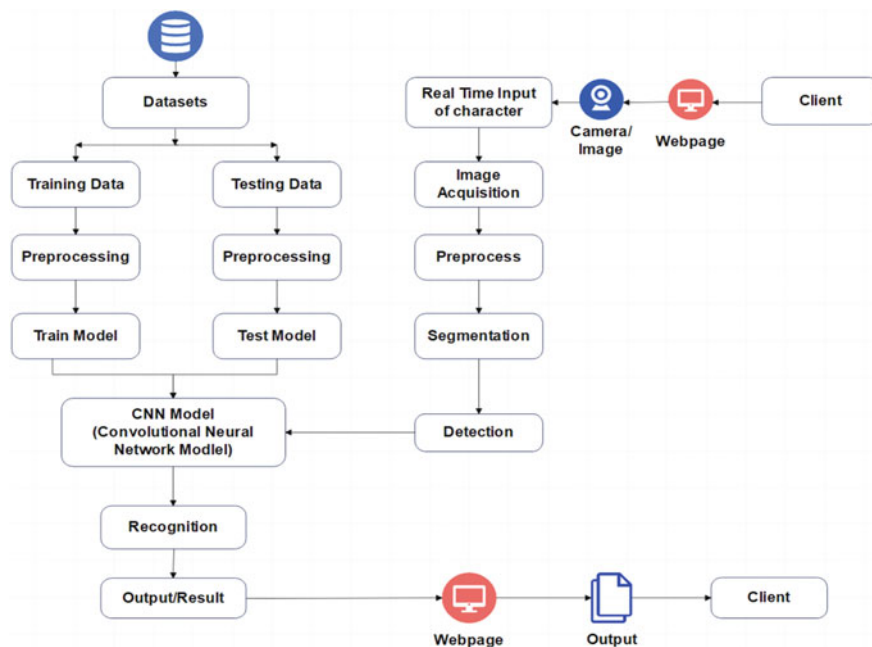 Datasets
Training Data
Testing Data
Preprocessing
Preprocessing
Train Model
Test Model
CNN Model
(Convolutional Neural
Network Modlel)
Recognition
Output/Result
Real Time Input
of character
Camera/
Image
Webpage
Client
Image
Acquisition
Preprocess
Segmentation
Detection
Webpage
Output
Client